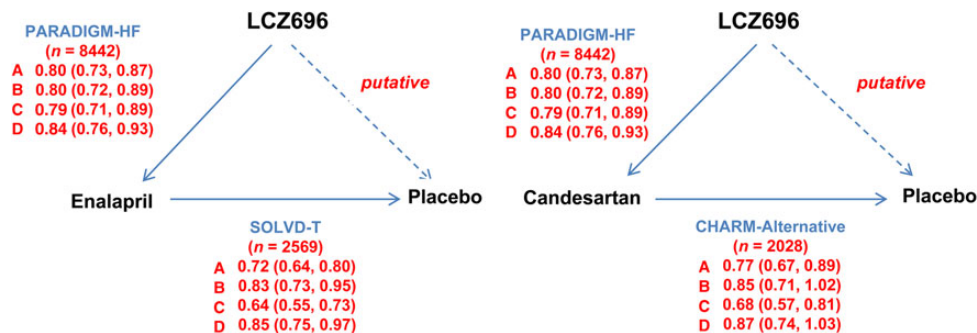 LCZ696
PARADIGM-HF
(n = 8442)
A 0.80 (0.73, 0.87)
B 0.80 (0.72, 0.89)
C 0.79 (0.71, 0.89)
D 0.84 (0.76, 0.93)
putative
Enalapril
Placebo
SOLVD-T
(n = 2569)
A 0.72 (0.64, 0.80)
B 0.83 (0.73, 0.95)
C 0.64 (0.55, 0.73)
D 0.85 (0.75, 0.97)
LCZ696
PARADIGM-HF
(n = 8442)
A 0.80 (0.73, 0.87)
B 0.80 (0.72, 0.89)
C 0.79 (0.71, 0.89)
D 0.84 (0.76, 0.93)
putative
Candesartan
Placebo
CHARM-Alternative
(n = 2028)
A 0.77 (0.67, 0.89)
B 0.85 (0.71, 1.02)
C 0.68 (0.57, 0.81)
D 0.87 (0.74, 1.03)